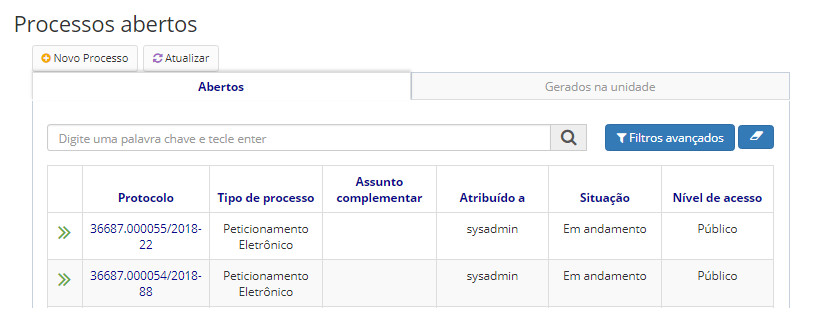 Processos abertos
Novo Processo Atualizar
Abertos Gerados na unidade
Digite uma palavra chave e tecle enter Filtros avançados
Protocolo Tipo de processo Assunto complementar Atribuído a Situação Nível de acesso
36687.000055/2018-22 Peticionamento Eletrônico sysadmin Em andamento Público
36687.000054/2018-88 Peticionamento Eletrônico sysadmin Em andamento Público